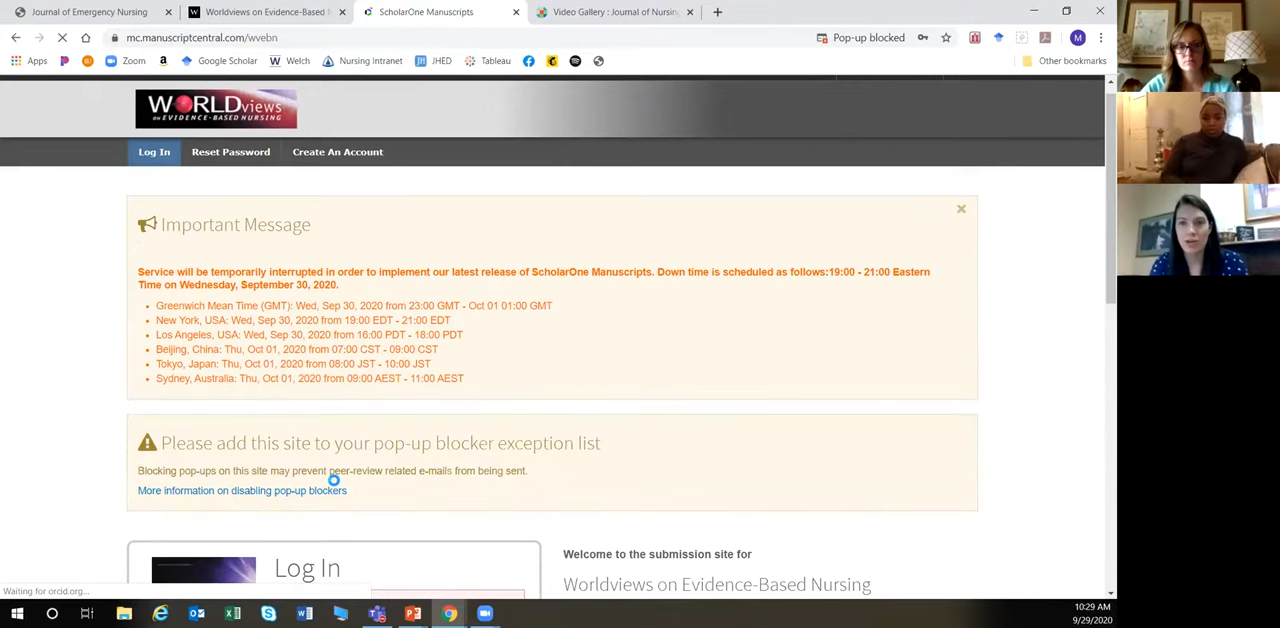 Journal of Emergency Nursing
Worldviews on Evidence-Based N
ScholarOne Manuscripts
Video Gallery : Journal of Nursing
mc.manuscriptcentral.com/wvebn
Pop-up blocked
M
Apps
Zoom
Google Scholar
Welch
Nursing Intranet
JHED
Tableau
Other bookmarks
WORLDviews
ON EVIDENCE-BASED NURSING
Log In
Reset Password
Create An Account
Important Message
Service will be temporarily interrupted in order to implement our latest release of ScholarOne Manuscripts. Down time is scheduled as follows:19:00 - 21:00 Eastern
Time on Wednesday, September 30, 2020.
Greenwich Mean Time (GMT): Wed, Sep 30, 2020 from 23:00 GMT - Oct 01 01:00 GMT
New York, USA: Wed, Sep 30, 2020 from 19:00 EDT - 21:00 EDT
Los Angeles, USA: Wed, Sep 30, 2020 from 16:00 PDT - 18:00 PDT
Beijing, China: Thu, Oct 01, 2020 from 07:00 CST - 09:00 CST
Tokyo, Japan: Thu, Oct 01, 2020 from 08:00 JST - 10:00 JST
Sydney, Australia: Thu, Oct 01, 2020 from 09:00 AEST - 11:00 AEST
Please add this site to your pop-up blocker exception list
Blocking pop-ups on this site may prevent peer-review related e-mails from being sent.
More information on disabling pop-up blockers
Log In
Welcome to the submission site for
Worldviews on Evidence-Based Nursing
Waiting for orcid.org...
10:29 AM
9/29/2020